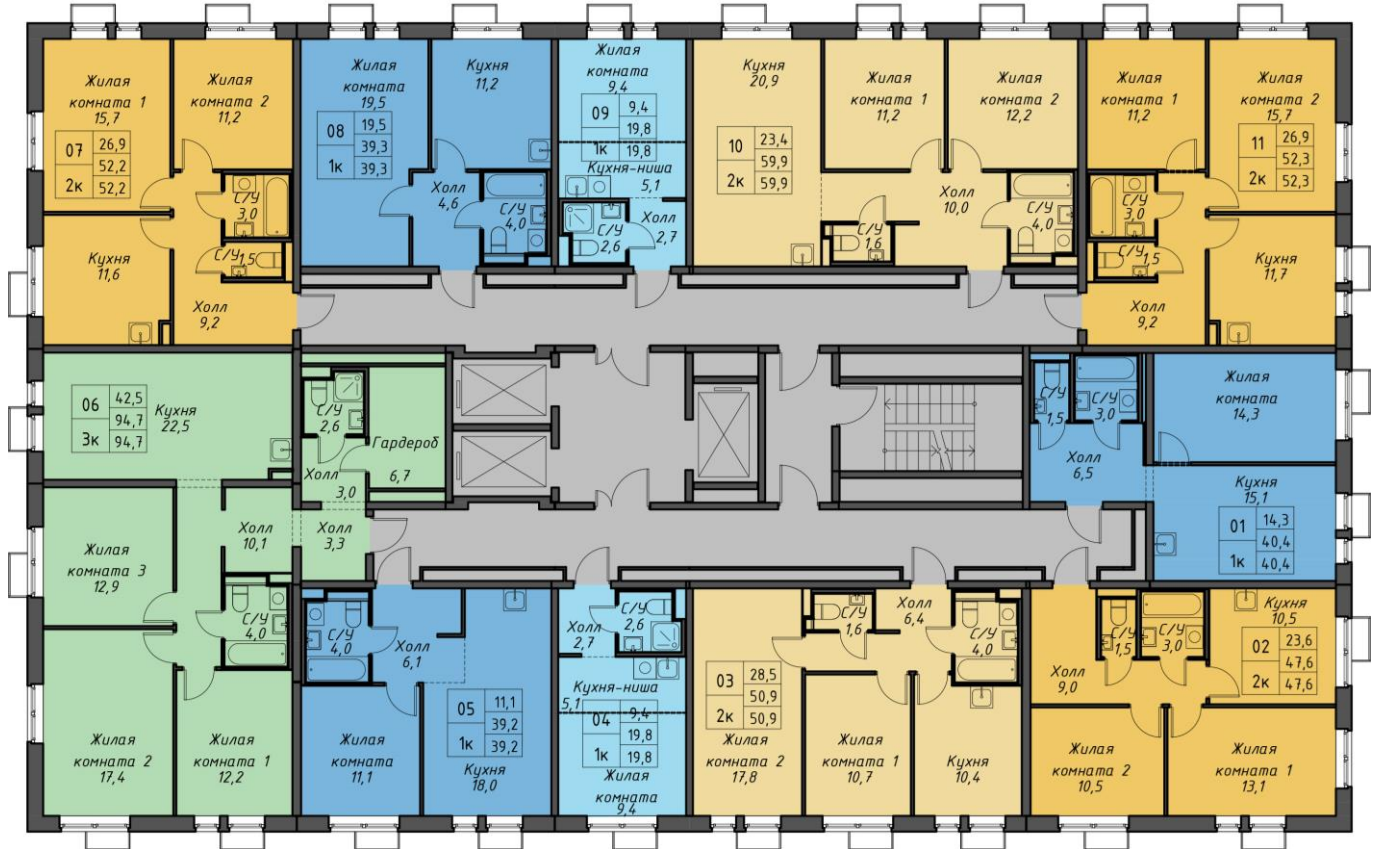 Жилая
комната 1
15,7
07
26,9
52,2
2к
52,2
Жилая
комната 2
11,2
С/У
3,0
С/У
1,5
Кухня
11,6
Холл
9,2
Жилая
комната
19,5
08
19,5
39,3
1к
39,3
Кухня
11,2
Холл
4,6
С/У
4,0
Жилая
комната
9,4
09
9,4
19,8
1к
19,8
Кухня-ниша
5,1
С/У
2,6
Холл
2,7
Кухня
20,9
10
23,4
59,9
2к
59,9
Жилая
комната 1
11,2
Жилая
комната 2
12,2
С/У
1,6
Холл
10,0
С/У
4,0
Жилая
комната 1
11,2
Жилая
комната 2
15,7
11
26,9
52,3
2к
52,3
С/У
3,0
С/У
1,5
Кухня
11,7
Холл
9,2
06
42,5
94,7
3к
94,7
Кухня
22,5
С/У
2,6
Гардероб
6,7
Холл
3,0
Холл
3,3
Холл
10,1
Жилая
комната 3
12,9
С/У
4,0
Жилая
комната 2
17,4
Жилая
комната 1
12,2
С/У
1,5
С/У
3,0
Жилая
комната
14,3
Холл
6,5
Кухня
15,1
01
14,3
40,4
1к
40,4
С/У
4,0
Холл
6,1
05
11,1
39,2
1к
39,2
Жилая
комната
11,1
Кухня
18,0
Холл
2,7
С/У
2,6
Кухня-ниша
5,1
04
9,4
19,8
1к
19,8
Жилая
комната
9,4
03
28,5
50,9
2к
50,9
Жилая
комната 2
17,8
С/У
1,6
Холл
6,4
С/У
4,0
Жилая
комната 1
10,7
Кухня
10,4
Холл
9,0
С/У
1,5
С/У
3,0
Кухня
10,5
02
23,6
47,6
2к
47,6
Жилая
комната 2
10,5
Жилая
комната 1
13,1